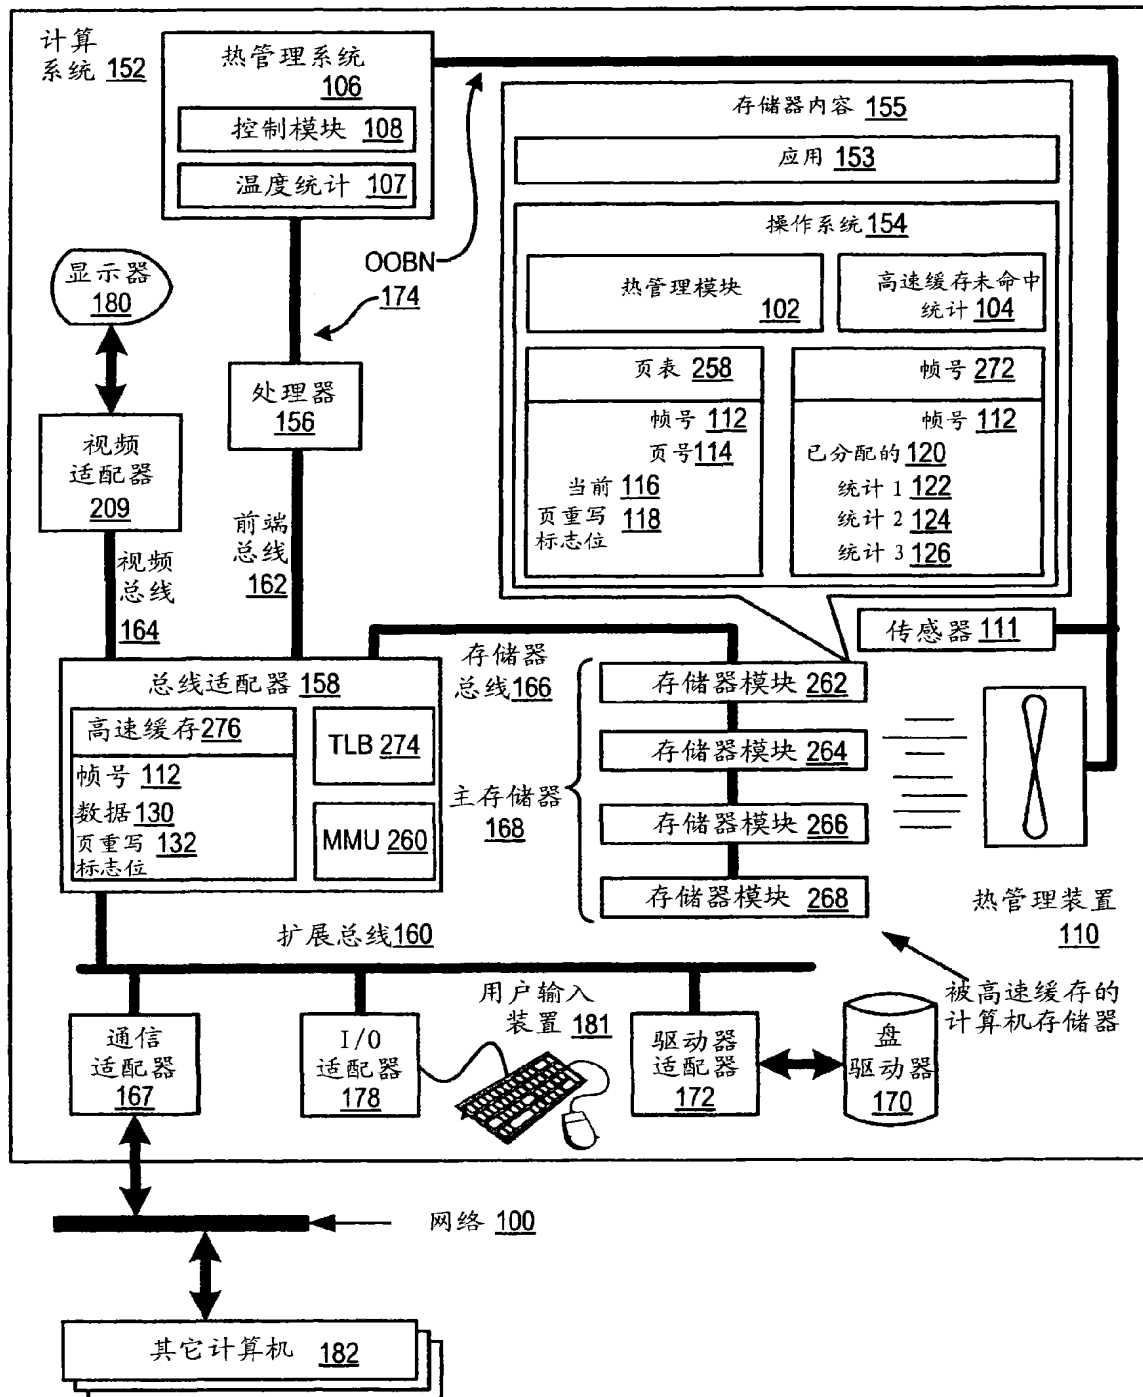 计算
系统 152
热管理系统
106
控制模块 108
温度统计 107
OOBN
174
存储器内容 155
应用 153
操作系统 154
热管理模块
102
高速缓存未命中
统计 104
页表 258
帧号 112
页号 114
当前 116
页重写 118
标志位
帧号 272
帧号 112
已分配的 120
统计 1 122
统计 2 124
统计 3 126
显示器
180
处理器
156
视频
适配器
209
前端
总线
162
视频
总线
164
传感器 111
总线适配器 158
高速缓存 276
帧号 112
数据 130
页重写 132
标志位
TLB 274
MMU 260
存储器
总线 166
主存储器
168
存储器模块 262
存储器模块 264
存储器模块 266
存储器模块 268
热管理装置
110
被高速缓存的
计算机存储器
扩展总线 160
通信
适配器
167
I/O
适配器
178
用户输入
装置 181
驱动器
适配器
172
盘
驱动器
170
网络 100
其它计算机 182